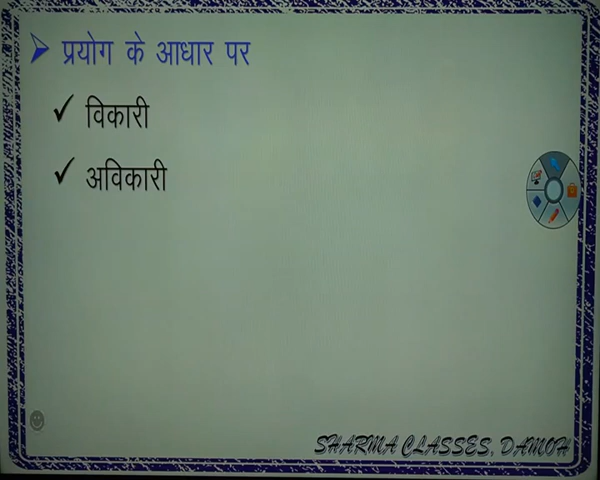 प्रयोग के आधार पर
विकारी
अविकारी
SHARMA CLASSES, DAMOH